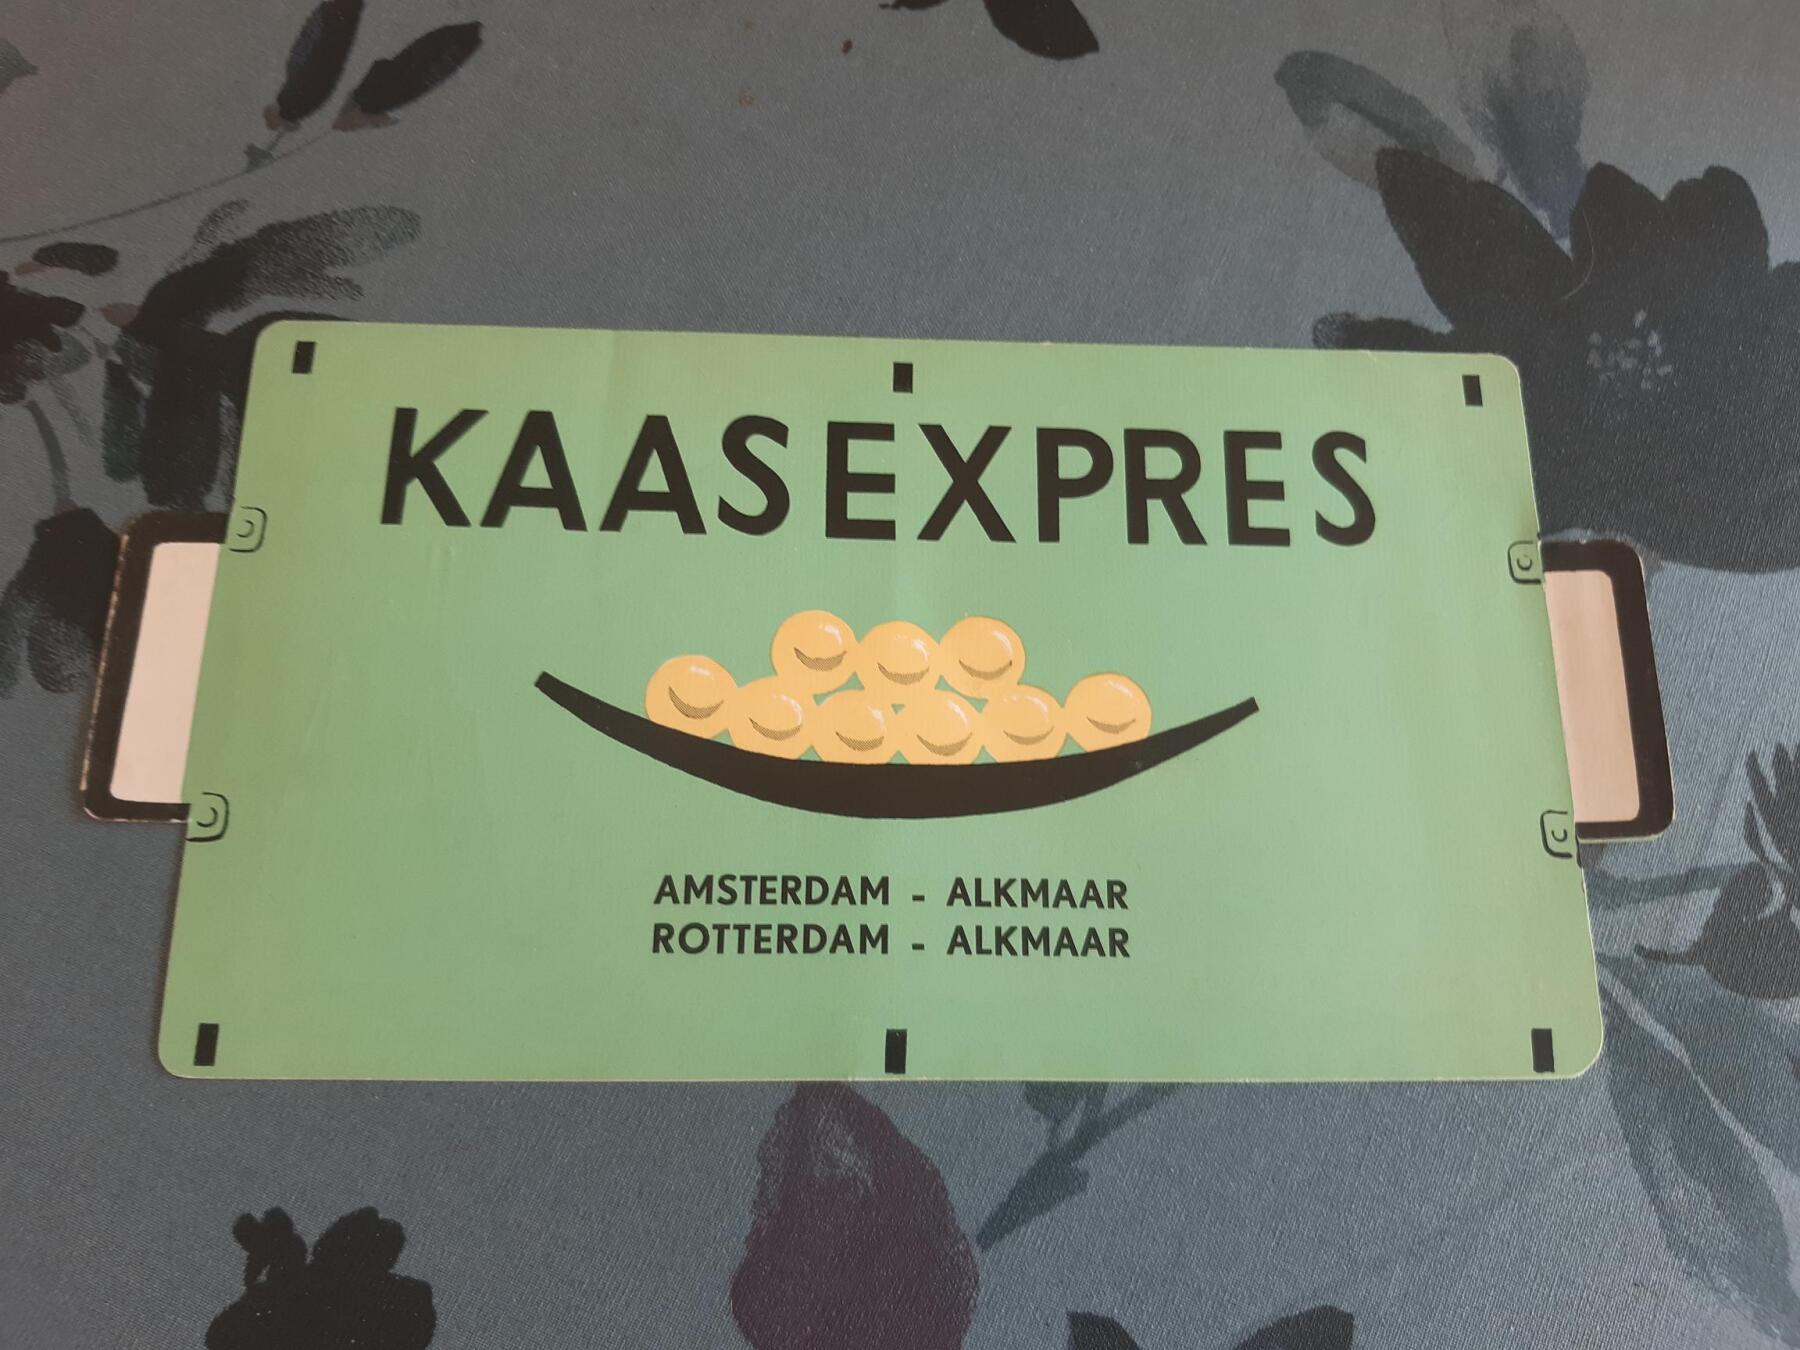 KAASEXPRES
AMSTERDAM - ALKMAAR
ROTTERDAM - ALKMAAR